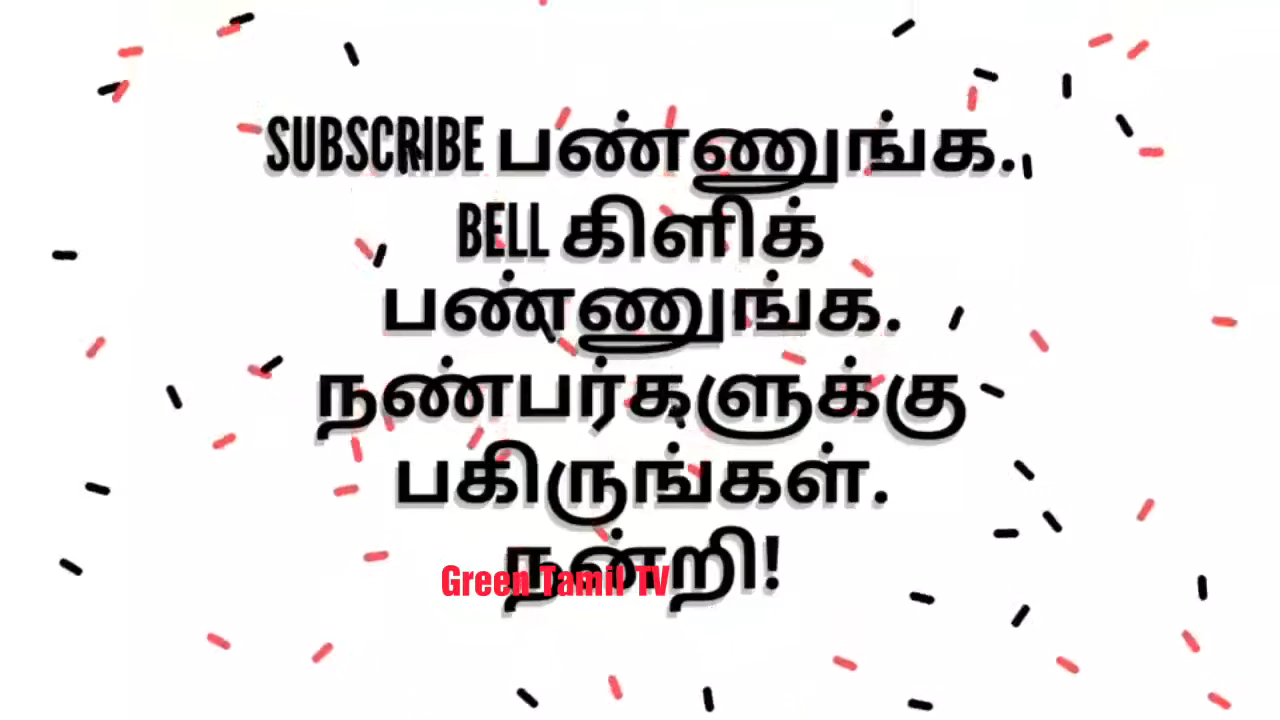 SUBSCRIBE பண்ணுங்க.
BELL கிளிக்
பண்ணுங்க.
நண்பர்களுக்கு
பகிருங்கள்.
நன்றி!
Green Tamil TV